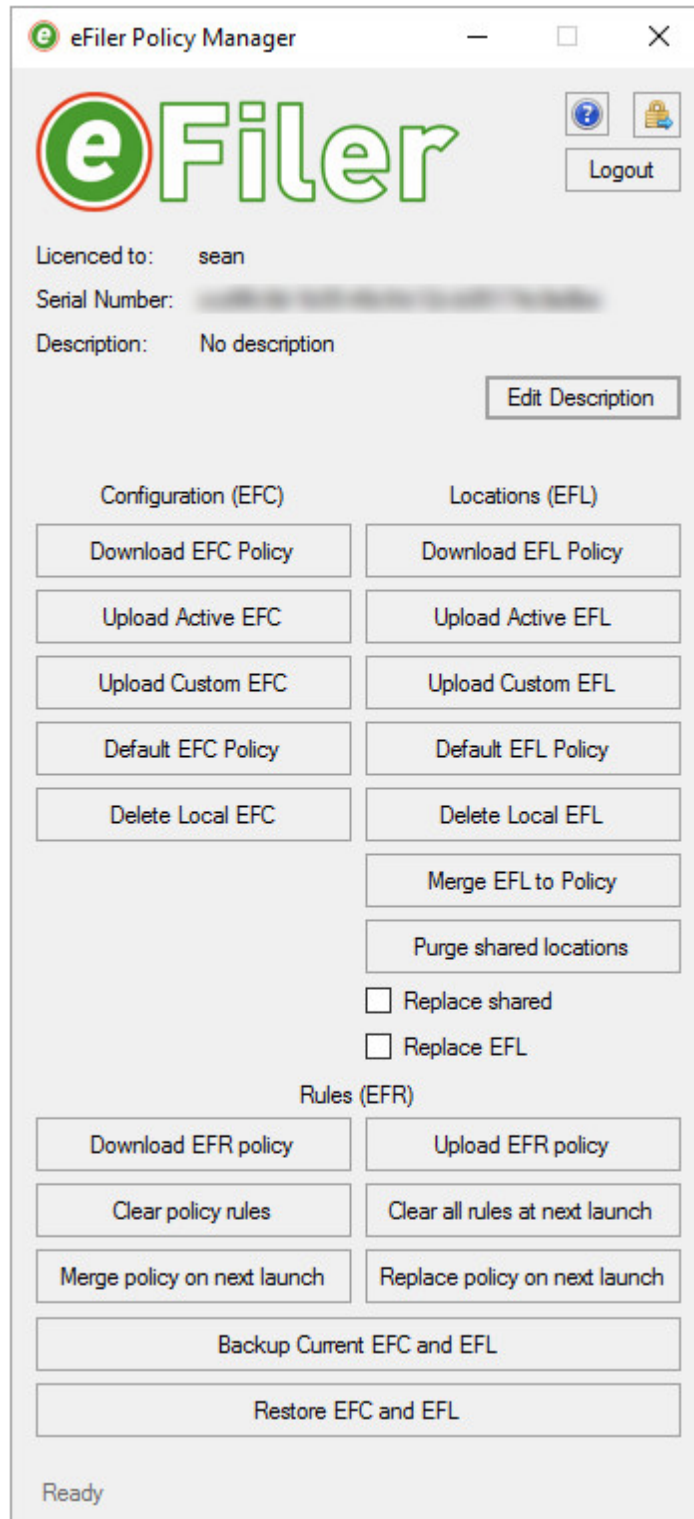 eFiler Policy Manager
eFiler
Logout
Licenced to: sean
Serial Number:
Description: No description
Edit Description
Configuration (EFC) Locations (EFL)
Download EFC Policy Download EFL Policy
Upload Active EFC Upload Active EFL
Upload Custom EFC Upload Custom EFL
Default EFC Policy Default EFL Policy
Delete Local EFC Delete Local EFL
Merge EFL to Policy
Purge shared locations
Replace shared
Replace EFL
Rules (EFR)
Download EFR policy Upload EFR policy
Clear policy rules Clear all rules at next launch
Merge policy on next launch Replace policy on next launch
Backup Current EFC and EFL
Restore EFC and EFL
Ready